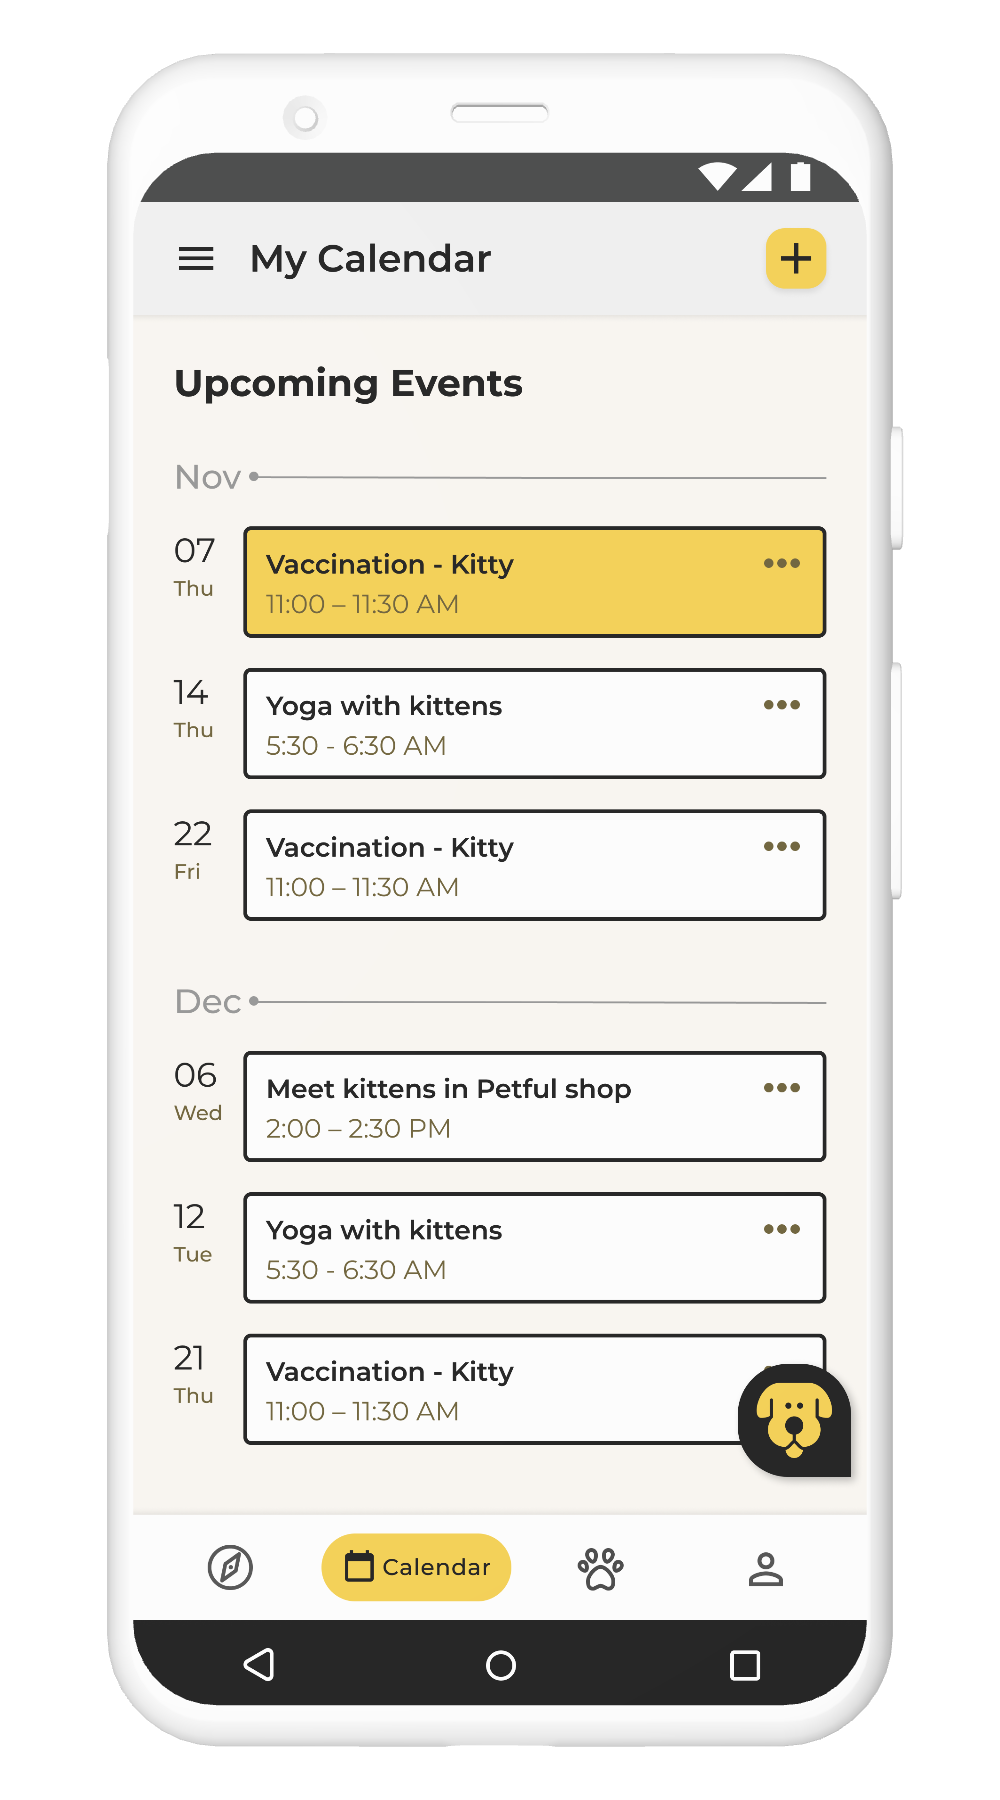 My Calendar
Upcoming Events
Nov
07
Thu
Vaccination - Kitty
11:00 – 11:30 AM
14
Thu
Yoga with kittens
5:30 - 6:30 AM
22
Fri
Vaccination - Kitty
11:00 – 11:30 AM
Dec
06
Wed
Meet kittens in Petful shop
2:00 – 2:30 PM
12
Tue
Yoga with kittens
5:30 - 6:30 AM
21
Thu
Vaccination - Kitty
11:00 – 11:30 AM
Calendar